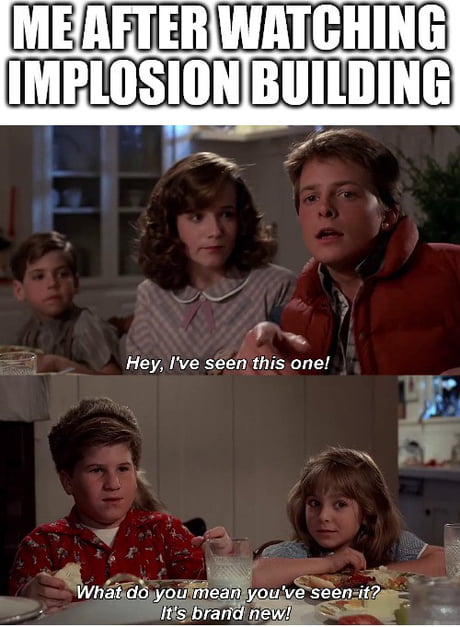 ME AFTER WATCHING
IMPLOSION BUILDING
Hey, I've seen this one!
What do you mean you've seen it?
It's brand new!